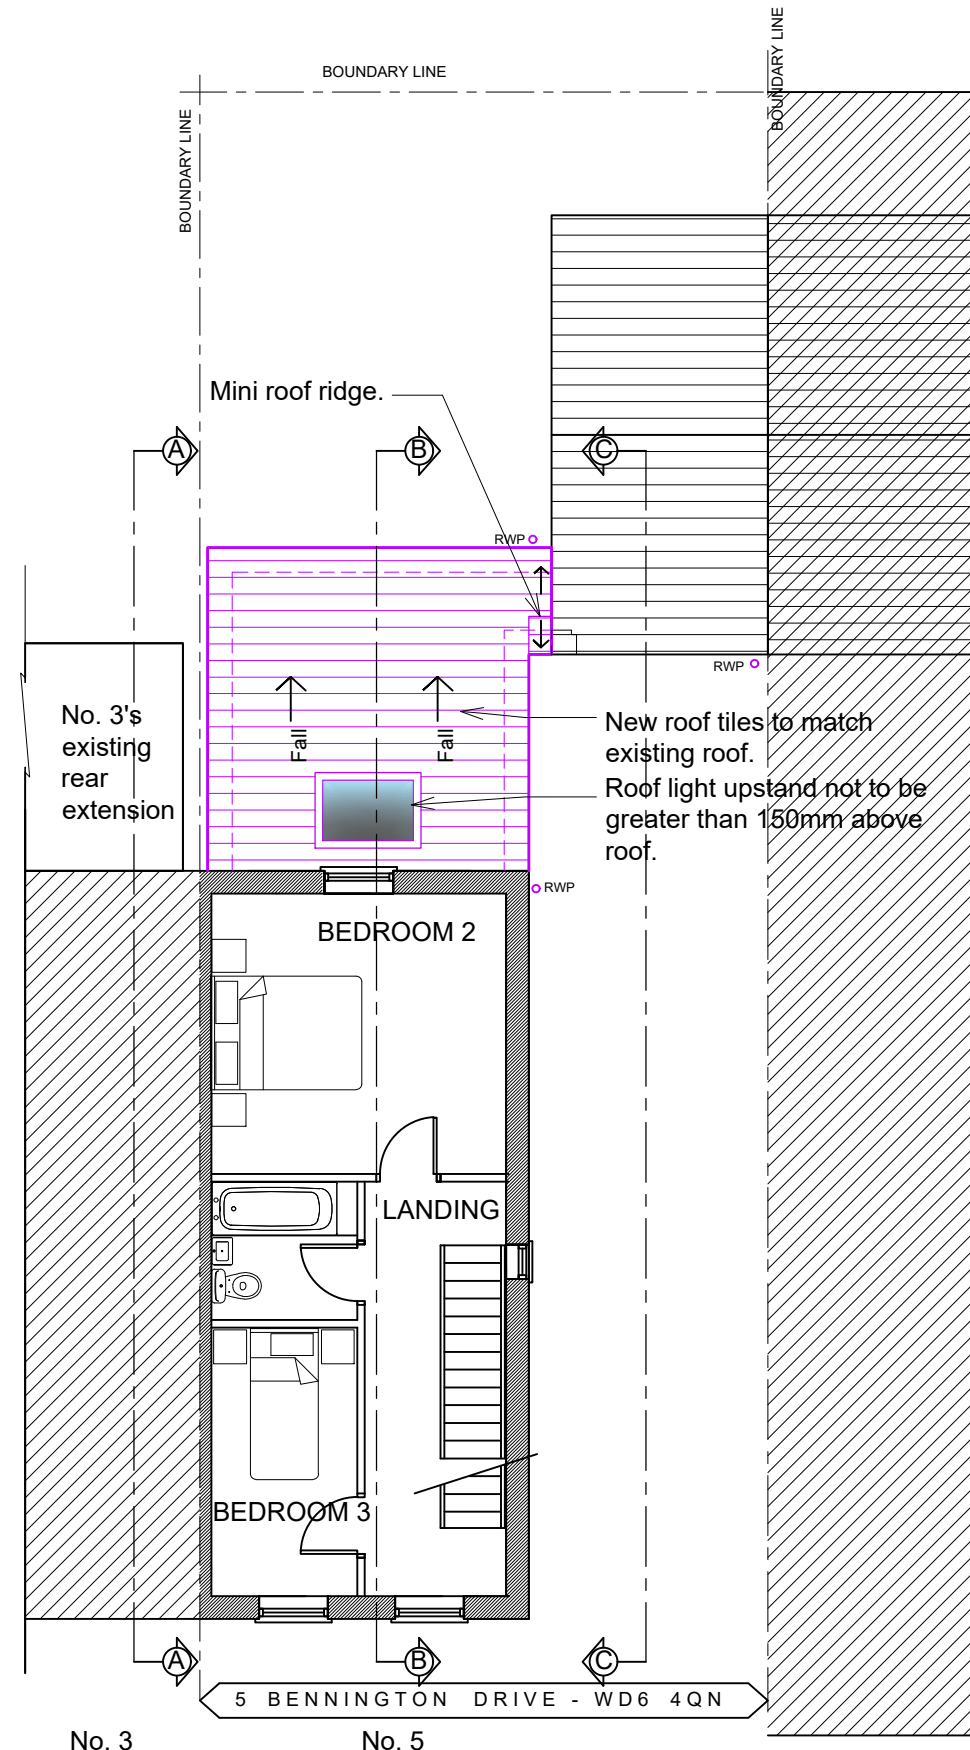 BOUNDARY LINE
BOUNDARY LINE
BOUNDARY LINE
Mini roof ridge.
A
B
C
RWP
RWP
No. 3's
existing
rear
extension
Fall
Fall
New roof tiles to match
existing roof.
Roof light upstand not to be
greater than 150mm above
roof.
RWP
BEDROOM 2
LANDING
BEDROOM 3
A
B
C
5 BENNINGTON DRIVE - WD6 4QN
No. 3
No. 5